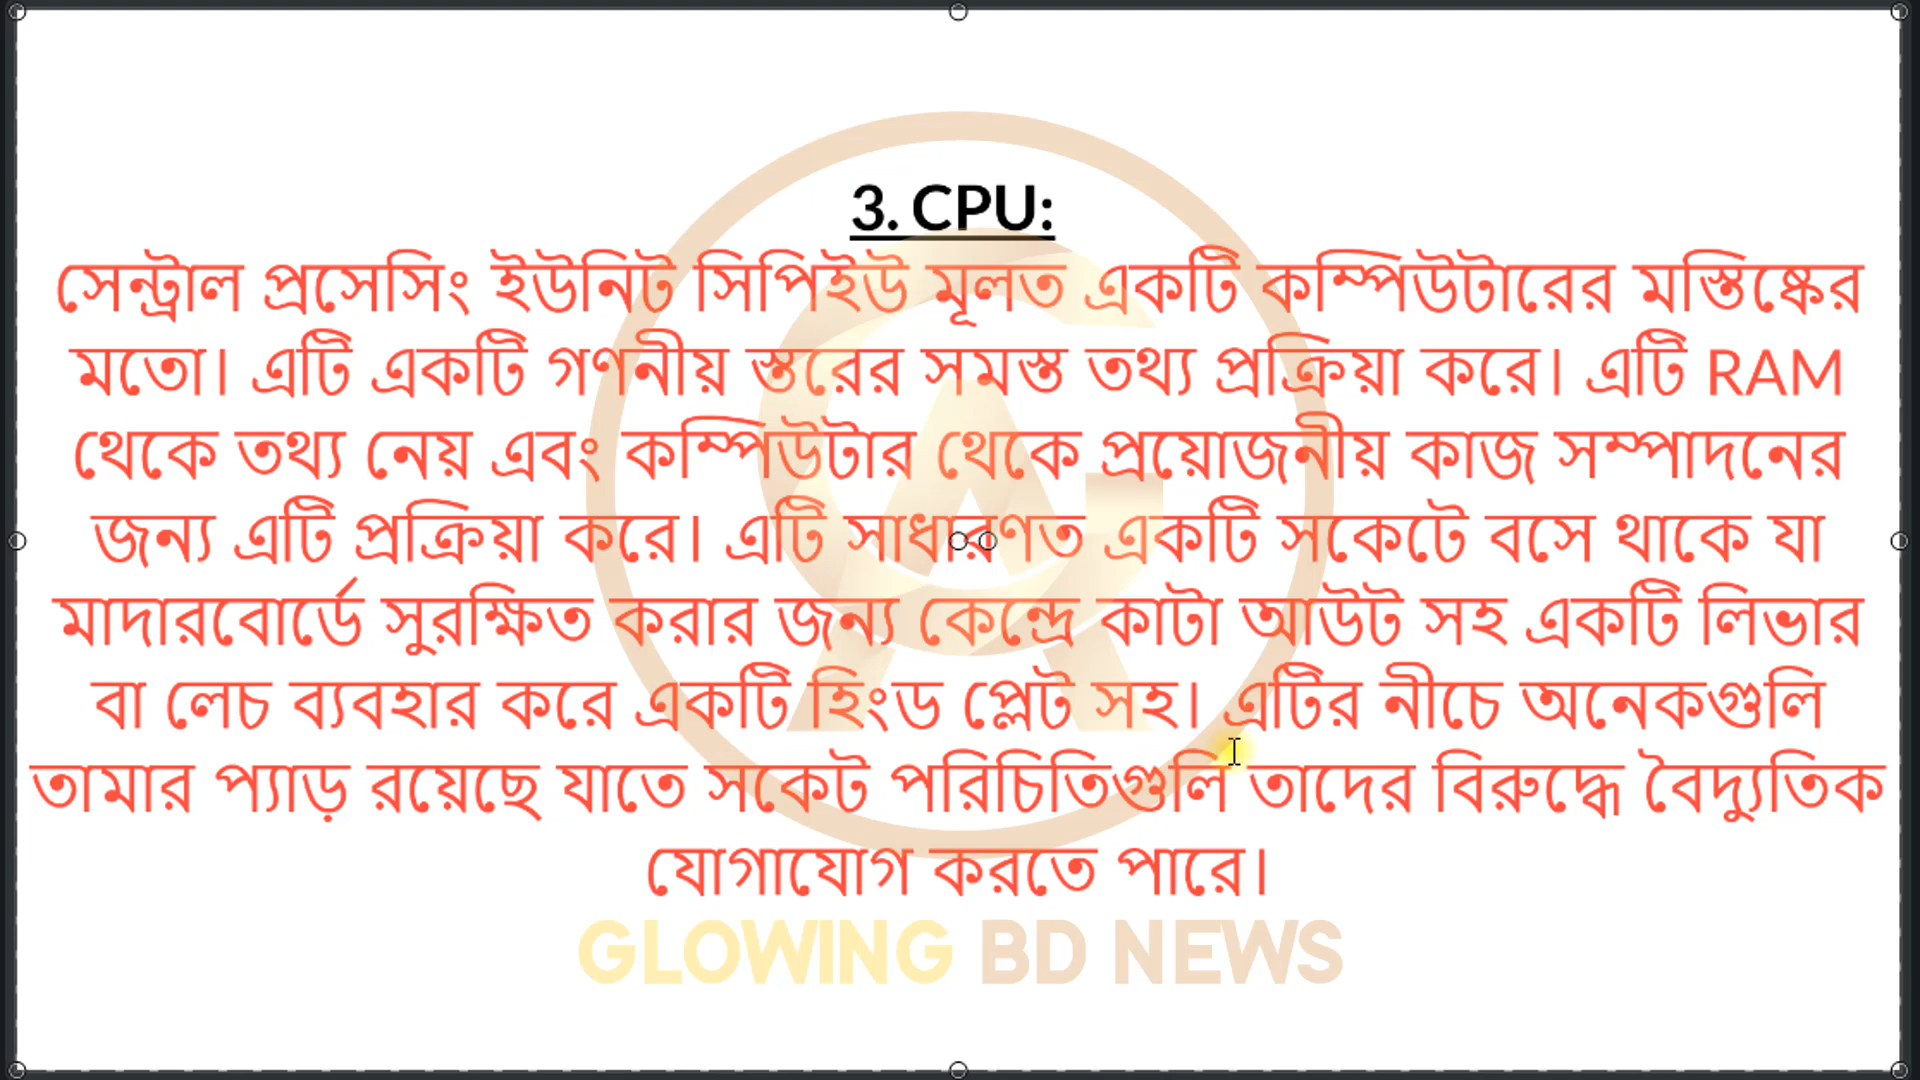 3. CPU:
সেন্ট্রাল প্রসেসিং ইউনিট সিপিইউ মূলত একটি কম্পিউটারের মস্তিষ্কের
মতো। এটি একটি গণনীয় স্তরের সমস্ত তথ্য প্রক্রিয়া করে। এটি RAM
থেকে তথ্য নেয় এবং কম্পিউটার থেকে প্রয়োজনীয় কাজ সম্পাদনের
জন্য এটি প্রক্রিয়া করে। এটি সাধারণত একটি সকেটে বসে থাকে যা
মাদারবোর্ডে সুরক্ষিত করার জন্য কেন্দ্রে কাটা আউট সহ একটি লিভার
বা লেচ ব্যবহার করে একটি হিংড প্লেট সহ। এটির নীচে অনেকগুলি
তামার প্যাড় রয়েছে যাতে সকেট পরিচিতিগুলি তাদের বিরুদ্ধে বৈদ্যুতিক
যোগাযোগ করতে পারে।
GLOWING BD NEWS